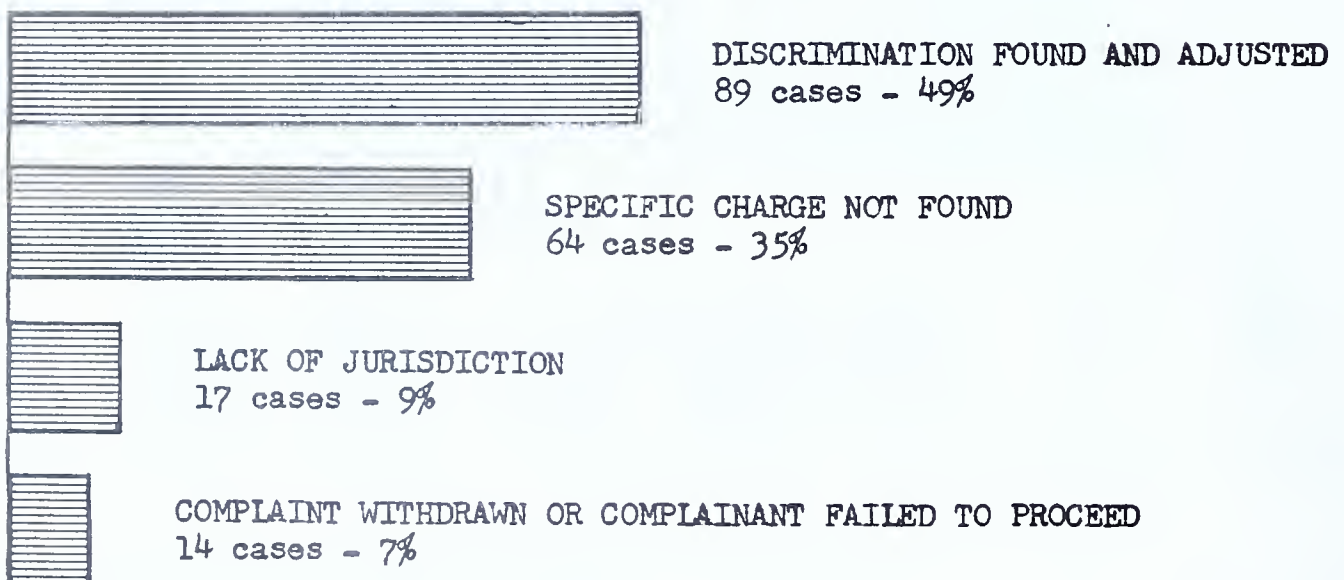 DISCRIMINATION FOUND AND ADJUSTED
89 cases - 49%
SPECIFIC CHARGE NOT FOUND
64 cases - 35%
LACK OF JURISDICTION
17 cases - 9%
COMPLAINT WITHDRAWN OR COMPLAINANT FAILED TO PROCEED
14 cases - 7%